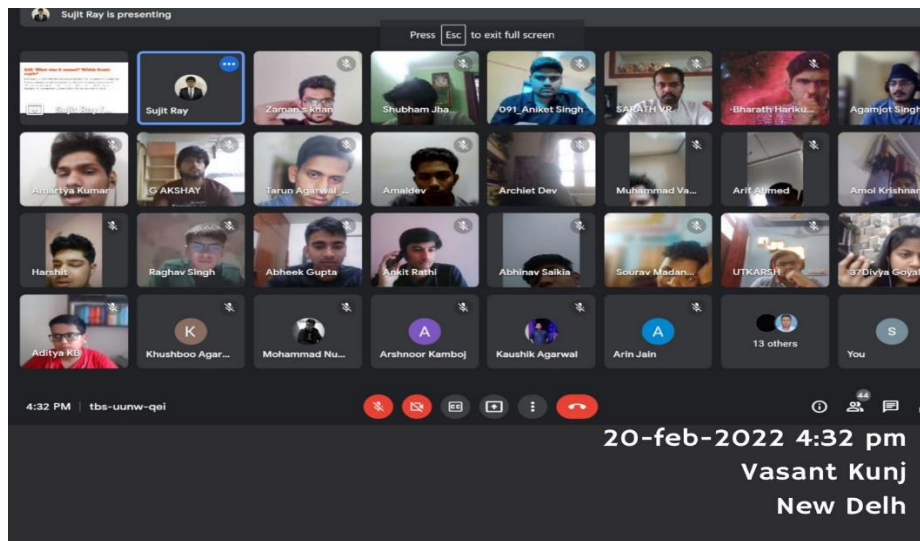 Sujit Ray is presenting
Press Esc to exit full screen
Sujit Ray
Zaman s khan
Shubham Jha
091_Aniket Singh
SARATH VR
-Bharath Hariku...
Agamjot Singh
Amartya Kumar
G AKSHAY
Tarun Agarwal ...
Amaldev
Archiet Dev
Muhammad Va...
Arif Ahmed
Amol Krishnan
Harshit
Raghav Singh
Abheek Gupta
Ankit Rathi
Abhinav Saikia
Sourav Madan...
UTKARSH
37Divya Goyal
Aditya KB
K
Khushboo Agar...
Mohammad Nu...
A
Arshnoor Kamboj
Kaushik Agarwal
A
Arin Jain
13 others
S
You
4:32 PM | tbs-uunw-qei
CC
44
20-feb-2022 4:32 pm
Vasant Kunj
New Delh